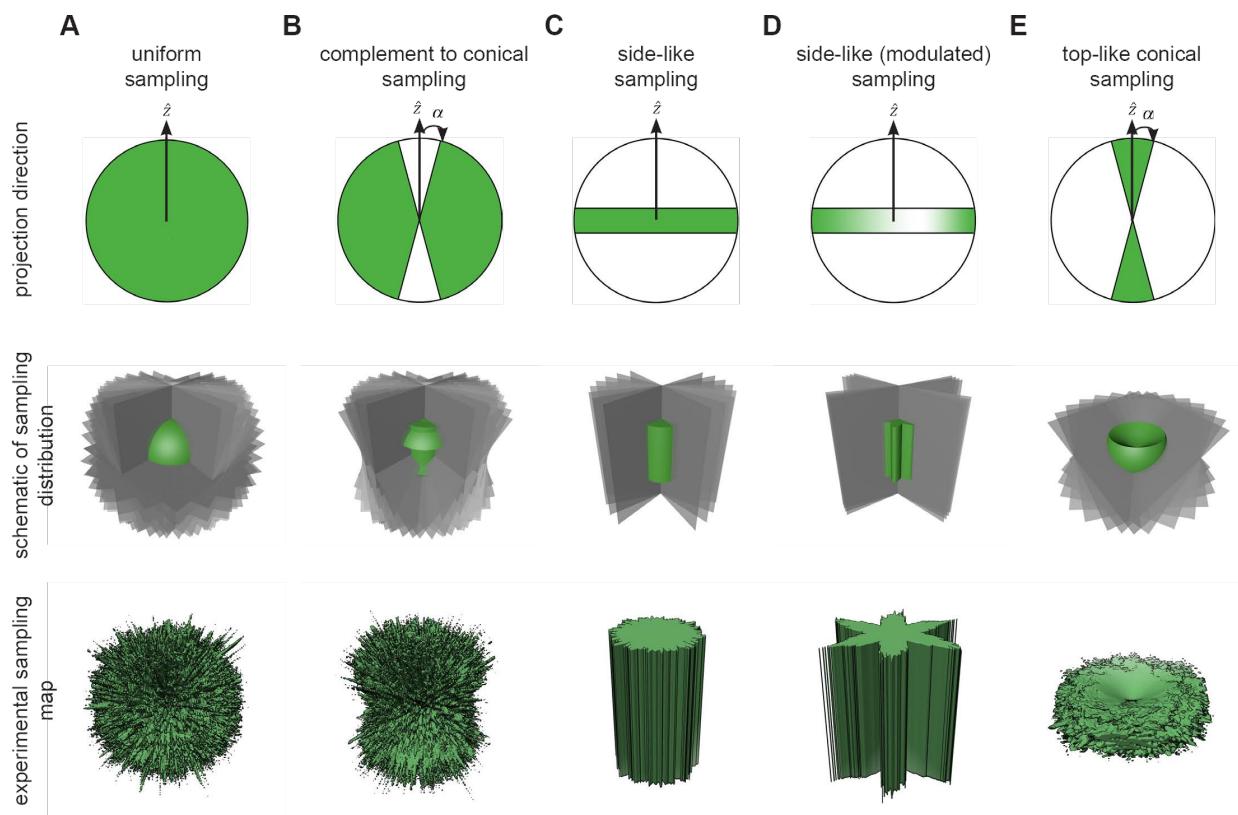 A
B
C
D
E
uniform
sampling
complement to conical
sampling
side-like
sampling
side-like (modulated)
sampling
top-like conical
sampling
projection direction
ẑ
ẑ
α
ẑ
ẑ
ẑ
α
schematic of sampling
distribution
experimental sampling
map